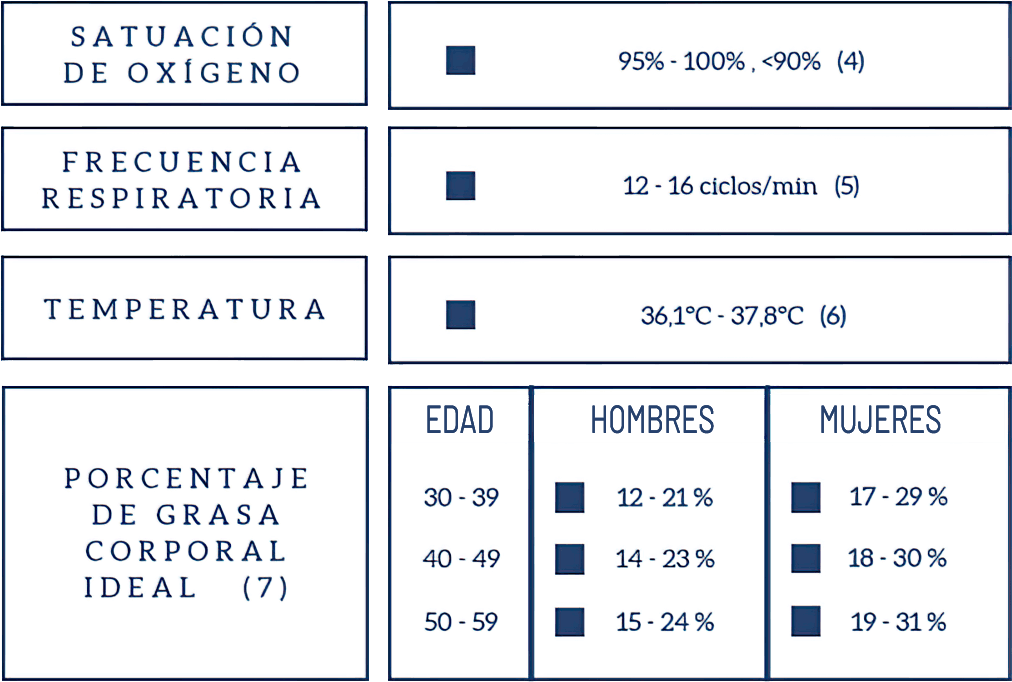 SATUACIÓN
DE OXÍGENO
95% - 100% , <90% (4)
FRECUENCIA
RESPIRATORIA
12 - 16 ciclos/min (5)
TEMPERATURA
36,1°C - 37,8°C (6)
PORCENTAJE
DE GRASA
CORPORAL
IDEAL (7)
EDAD HOMBRES MUJERES
30 - 39 12 - 21 % 17 - 29 %
40 - 49 14 - 23 % 18 - 30 %
50 - 59 15 - 24 % 19 - 31 %